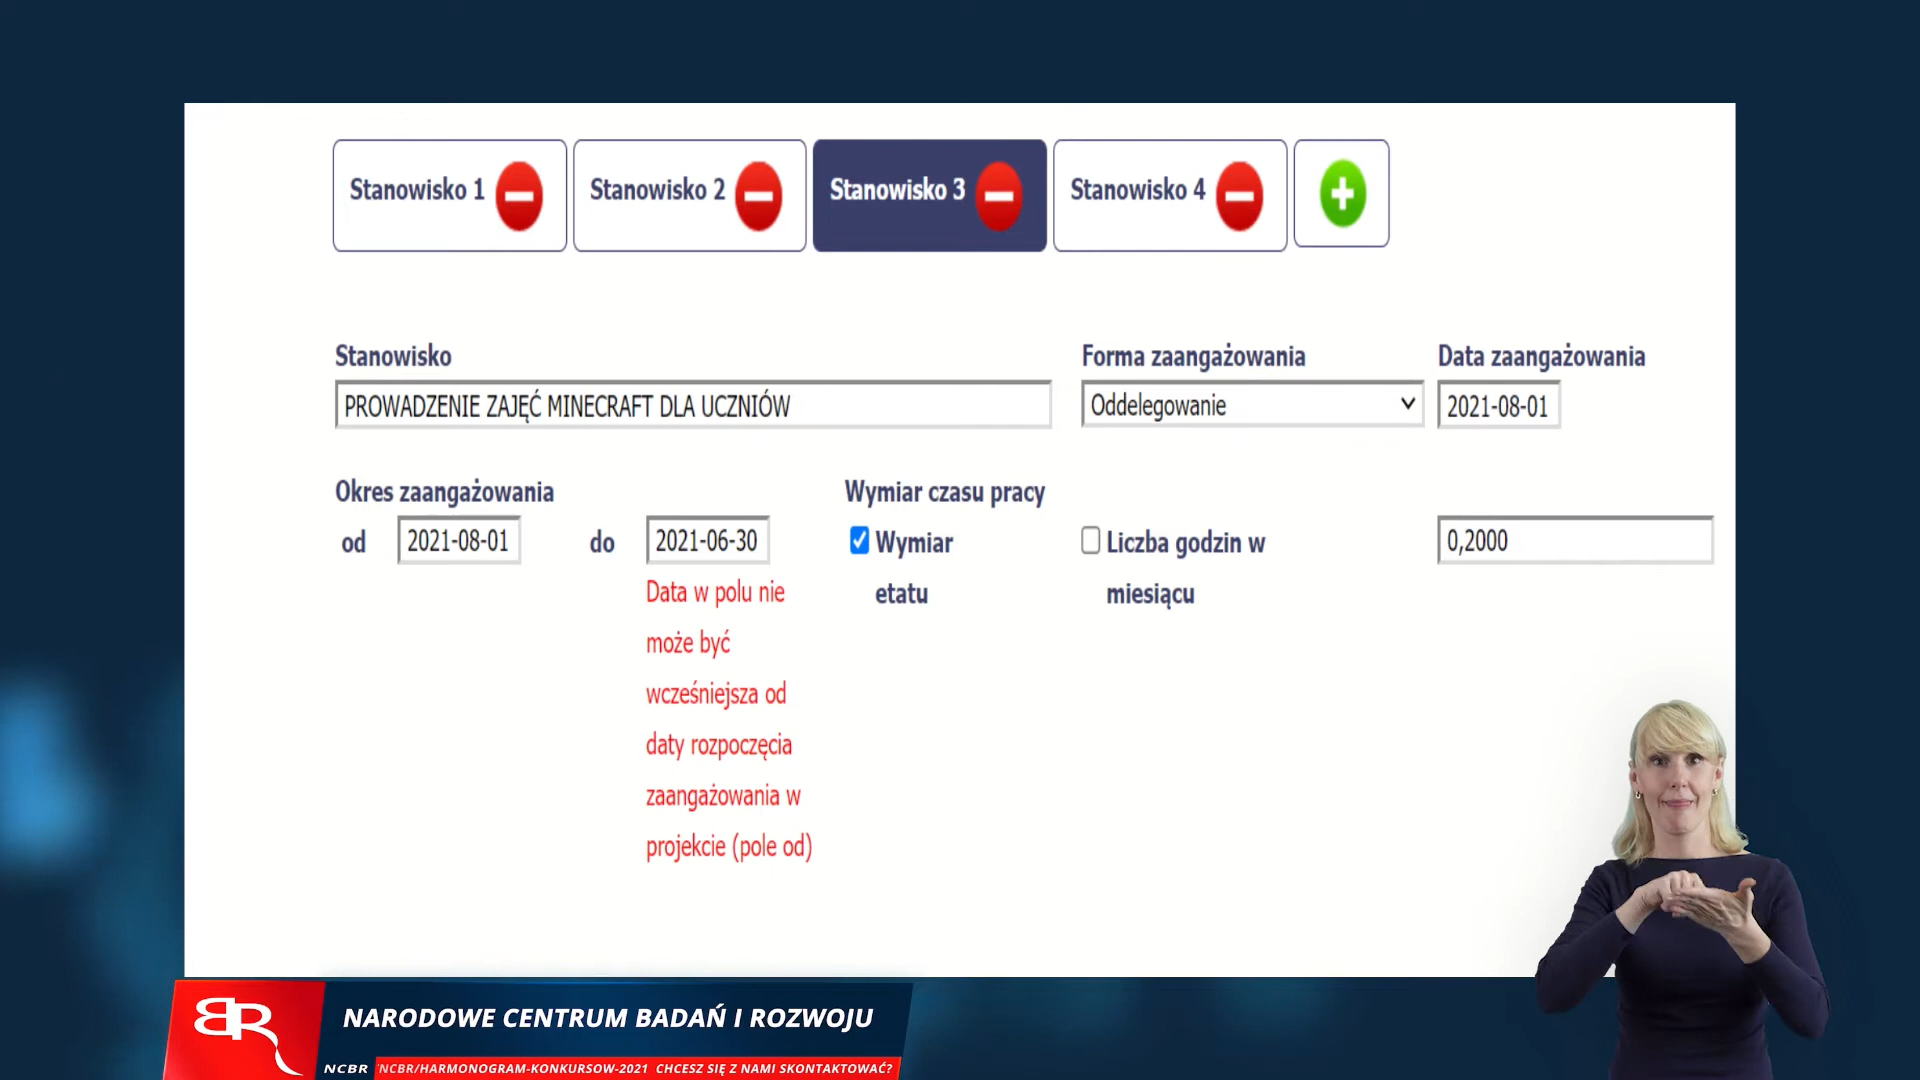 Stanowisko 1
Stanowisko 2
Stanowisko 3
Stanowisko 4
Stanowisko
Forma zaangażowania
Data zaangażowania
PROWADZENIE ZAJĘĆ MINECRAFT DLA UCZNIÓW
Oddelegowanie
2021-08-01
Okres zaangażowania
Wymiar czasu pracy
od
2021-08-01
do
2021-06-30
Wymiar
etatu
Liczba godzin w
miesiącu
0,2000
Data w polu nie
może być
wcześniejsza od
daty rozpoczęcia
zaangażowania w
projekcie (pole od)
BR
NARODOWE CENTRUM BADAŃ I ROZWOJU
NCBR
NCBR/HARMONOGRAM-KONKURSOW-2021 CHCESZ SIĘ Z NAMI SKONTAKTOWAĆ?